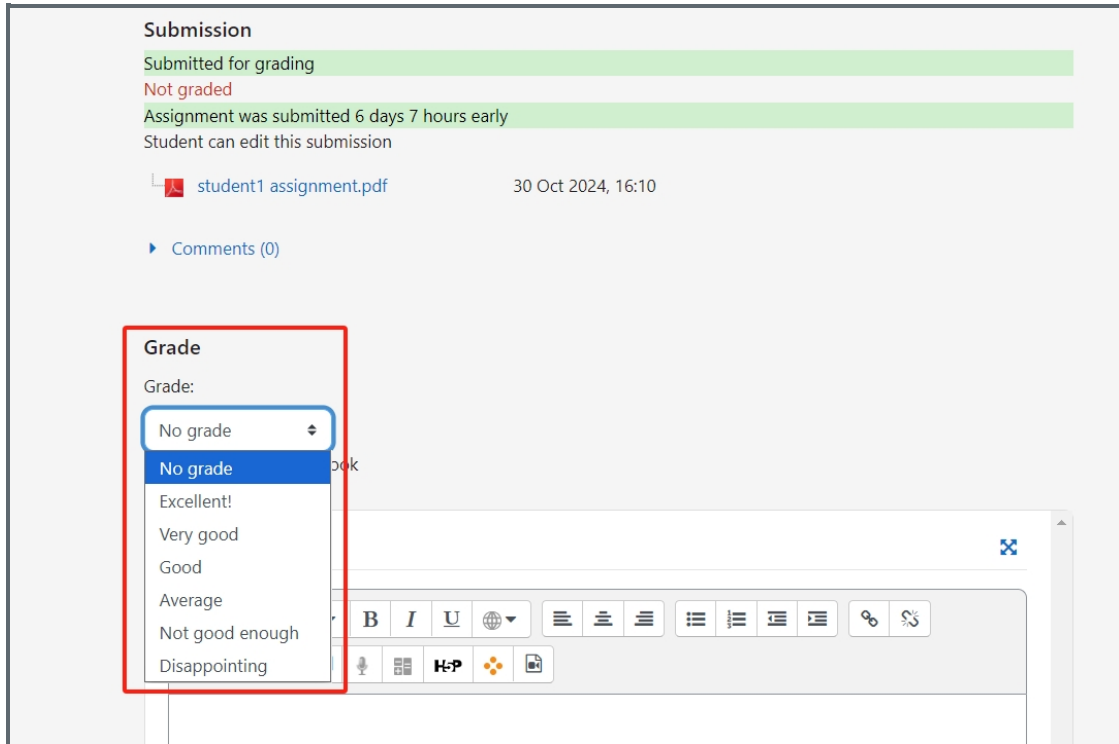 Submission
Submitted for grading
Not graded
Assignment was submitted 6 days 7 hours early
Student can edit this submission
student1 assignment.pdf 30 Oct 2024, 16:10
Comments (0)
Grade
Grade:
No grade
No grade
Excellent!
Very good
Good
Average
Not good enough
Disappointing
B I U
H5P